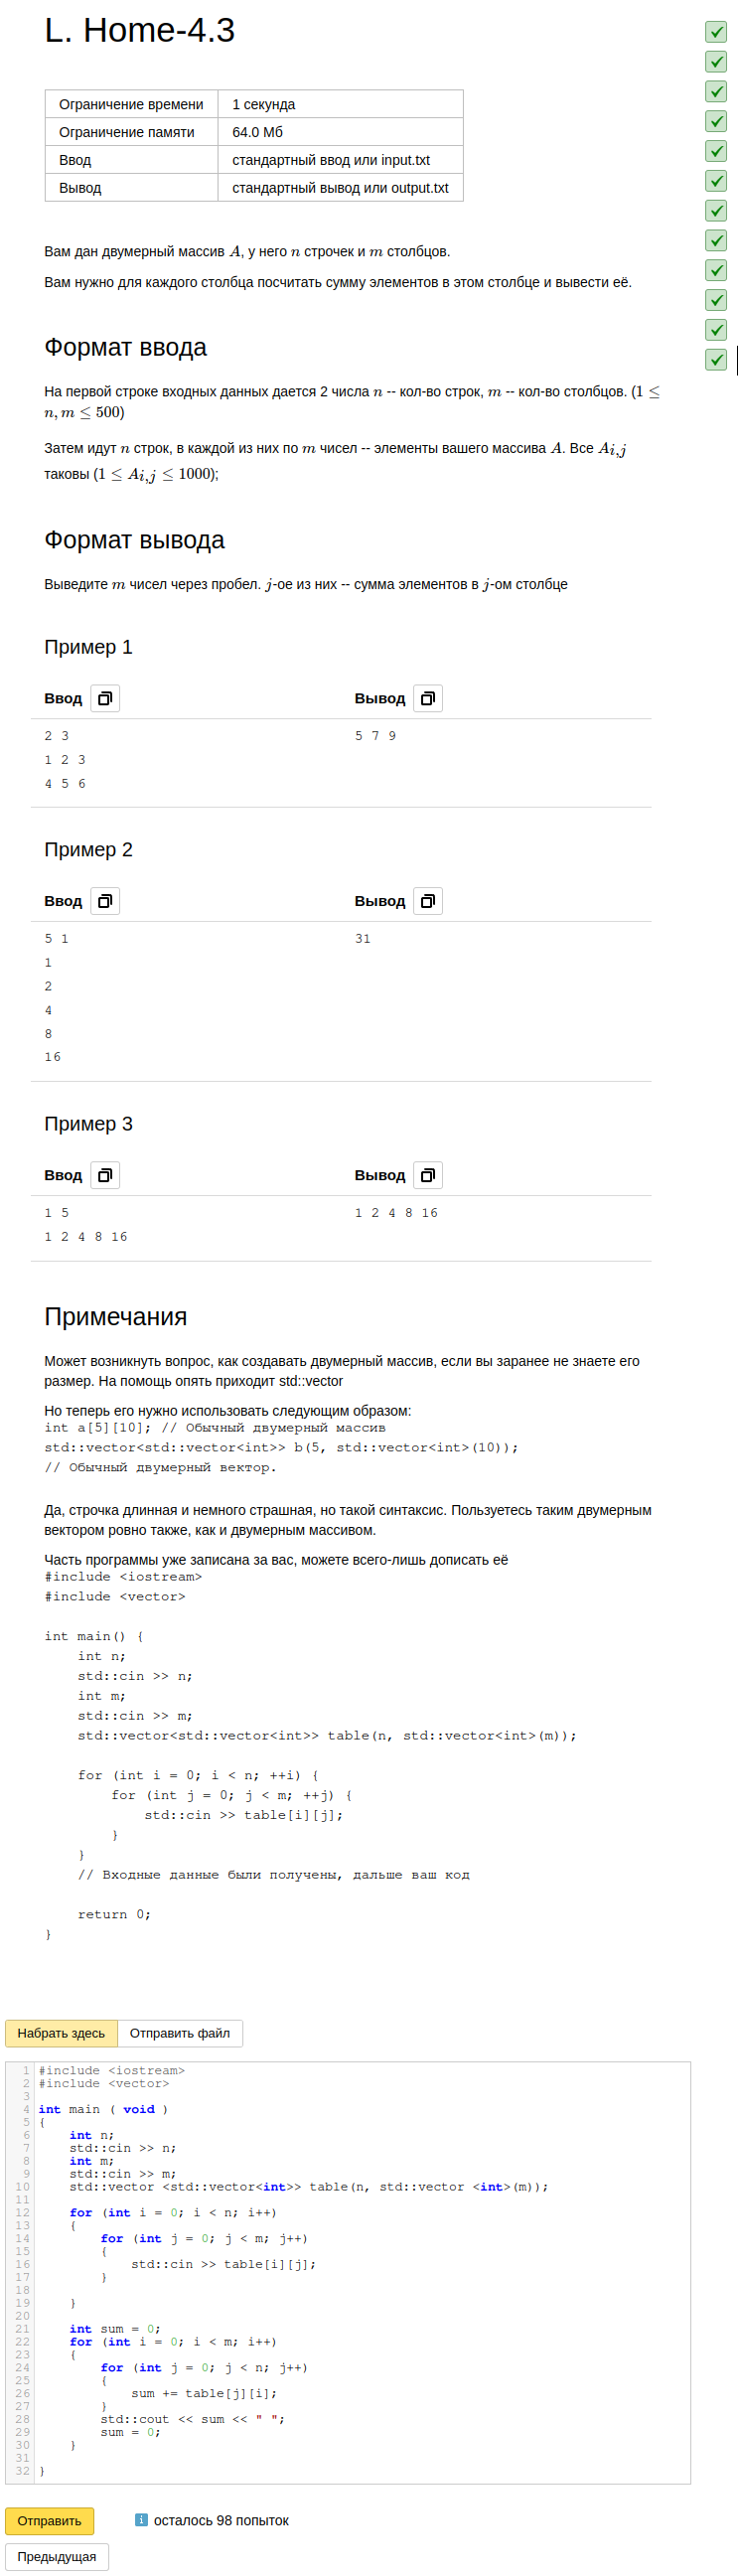 L. Home-4.3
Ограничение времени 1 секунда
Ограничение памяти 64.0 Мб
Ввод стандартный ввод или input.txt
Вывод стандартный вывод или output.txt
Вам дан двумерный массив A, у него n строчек и m столбцов.
Вам нужно для каждого столбца посчитать сумму элементов в этом столбце и вывести её.
Формат ввода
На первой строке входных данных дается 2 числа n -- кол-во строк, m -- кол-во столбцов. (1 ≤
n, m ≤ 500)
Затем идут n строк, в каждой из них по m чисел -- элементы вашего массива A. Все A_{i,j}
таковы (1 ≤ A_{i,j} ≤ 1000);
Формат вывода
Выведите m чисел через пробел. j-ое из них -- сумма элементов в j-ом столбце
Пример 1
Ввод Вывод
2 3 5 7 9
1 2 3
4 5 6
Пример 2
Ввод Вывод
5 1 31
1
2
4
8
16
Пример 3
Ввод Вывод
1 5 1 2 4 8 16
1 2 4 8 16
Примечания
Может возникнуть вопрос, как создавать двумерный массив, если вы заранее не знаете его
размер. На помощь опять приходит std::vector
Но теперь его нужно использовать следующим образом:
int a[5][10]; // Обычный двумерный массив
std::vector<std::vector<int>> b(5, std::vector<int>(10));
// Обычный двумерный вектор.
Да, строчка длинная и немного страшная, но такой синтаксис. Пользуетесь таким двумерным
вектором ровно также, как и двумерным массивом.
Часть программы уже записана за вас, можете всего-лишь дописать её
#include <iostream>
#include <vector>
int main() {
    int n;
    std::cin >> n;
    int m;
    std::cin >> m;
    std::vector<std::vector<int>> table(n, std::vector<int>(m));
    for (int i = 0; i < n; ++i) {
        for (int j = 0; j < m; ++j) {
            std::cin >> table[i][j];
        }
    }
    // Входные данные были получены, дальше ваш код
    return 0;
}
Набрать здесь Отправить файл
1 #include <iostream>
2 #include <vector>
3
4 int main ( void )
5 {
6     int n;
7     std::cin >> n;
8     int m;
9     std::cin >> m;
10     std::vector <std::vector<int>> table(n, std::vector <int>(m));
11
12     for (int i = 0; i < n; i++)
13     {
14         for (int j = 0; j < m; j++)
15         {
16             std::cin >> table[i][j];
17         }
18
19     }
20
21     int sum = 0;
22     for (int i = 0; i < m; i++)
23     {
24         for (int j = 0; j < n; j++)
25         {
26             sum += table[j][i];
27         }
28         std::cout << sum << " ";
29         sum = 0;
30     }
31
32 }
Отправить осталось 98 попыток
Предыдущая